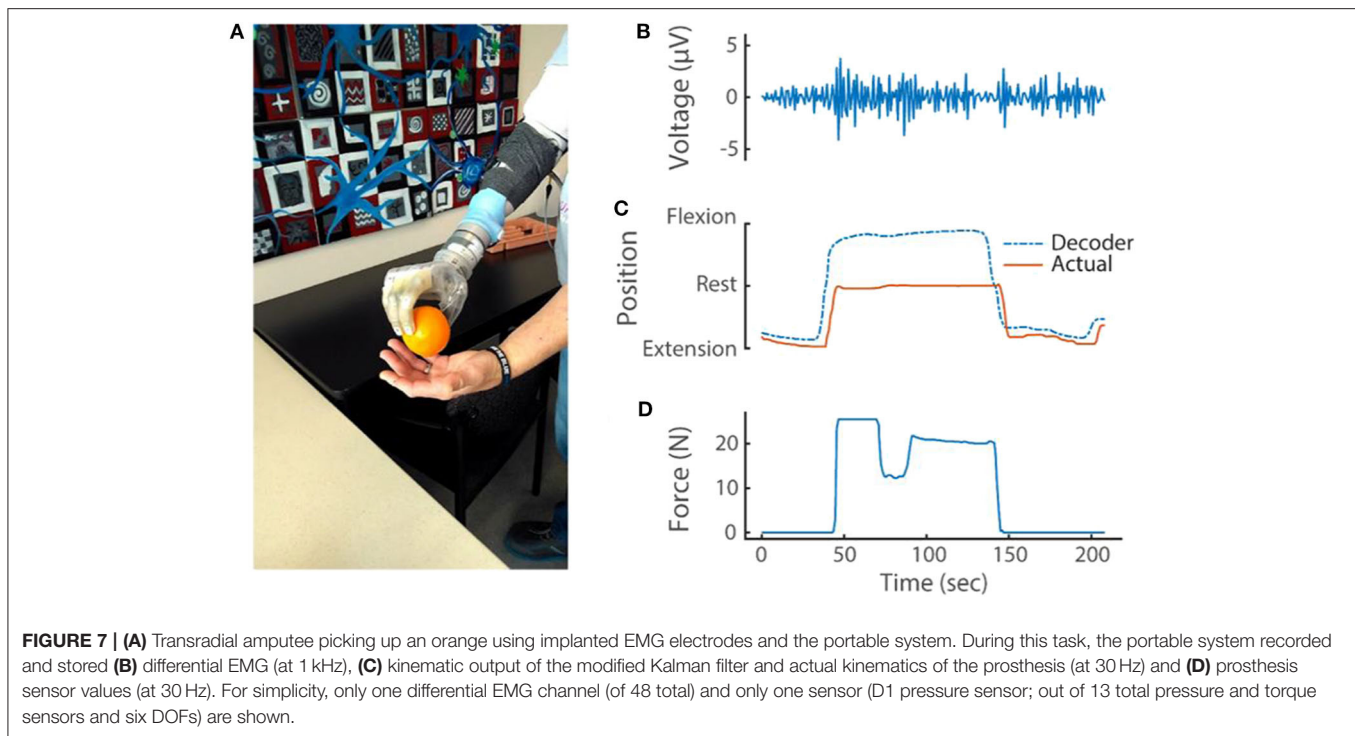 A
B
5
0
-5
Voltage (μV)
C
Flexion
Rest
Extension
Position
Decoder
Actual
D
20
10
0
Force (N)
0 50 100 150 200
Time (sec)
FIGURE 7 | (A) Transradial amputee picking up an orange using implanted EMG electrodes and the portable system. During this task, the portable system recorded
and stored (B) differential EMG (at 1 kHz), (C) kinematic output of the modified Kalman filter and actual kinematics of the prosthesis (at 30 Hz) and (D) prosthesis
sensor values (at 30 Hz). For simplicity, only one differential EMG channel (of 48 total) and only one sensor (D1 pressure sensor; out of 13 total pressure and torque
sensors and six DOFs) are shown.